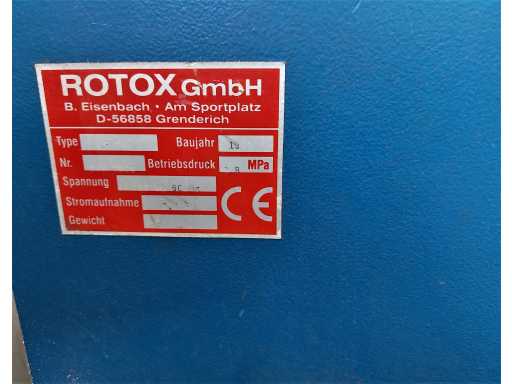 ROTOX GmbH
B. Eisenbach · Am Sportplatz
D-56858 Grenderich
Type Baujahr
Nr. Betriebsdruck MPa
Spannung
Stromaufnahme
Gewicht
CE